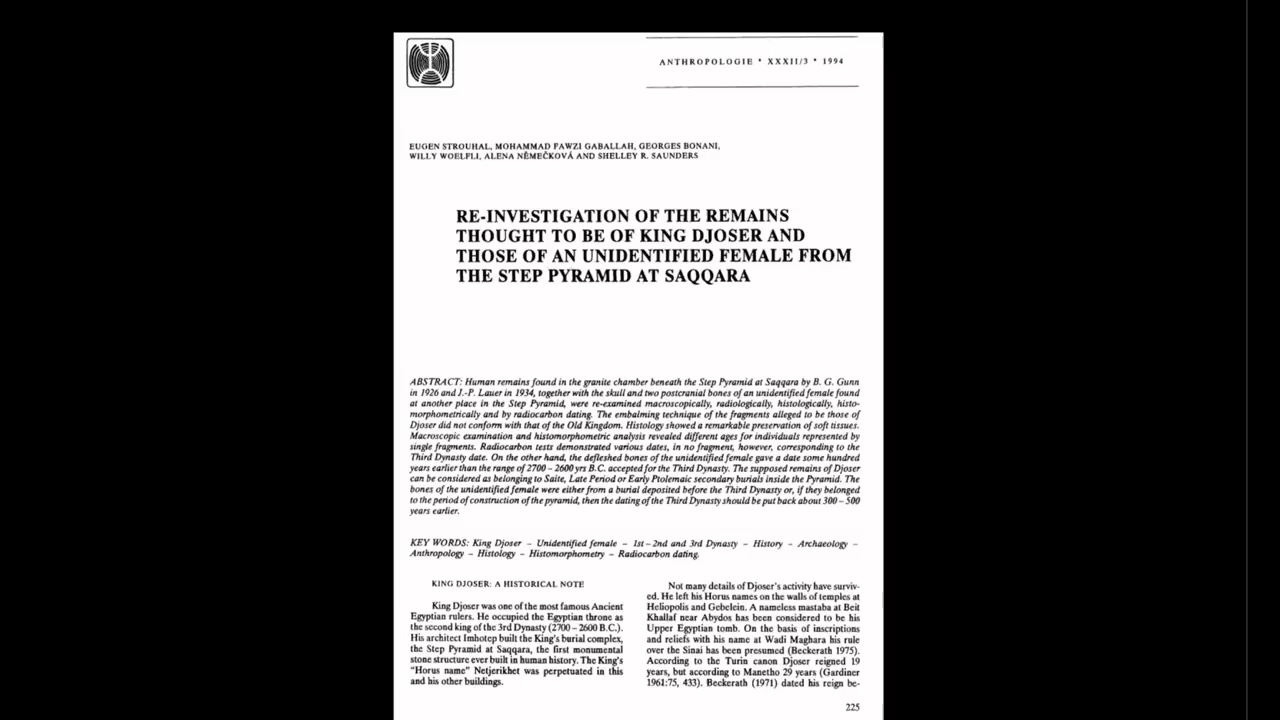 ANTHROPOLOGIE • XXXII/3 • 1994
EUGEN STROUHAL, MOHAMMAD FAWZI GABALLAH, GEORGES BONANI,
WILLY WOELFLI, ALENA NĚMEČKOVÁ AND SHELLEY R. SAUNDERS
RE-INVESTIGATION OF THE REMAINS
THOUGHT TO BE OF KING DJOSER AND
THOSE OF AN UNIDENTIFIED FEMALE FROM
THE STEP PYRAMID AT SAQQARA
ABSTRACT: Human remains found in the granite chamber beneath the Step Pyramid at Saqqara by B. G. Gunn
in 1926 and J.-P. Lauer in 1934, together with the skull and two postcranial bones of an unidentified female found
at another place in the Step Pyramid, were re-examined macroscopically, radiologically, histologically, histo-
morphometrically and by radiocarbon dating. The embalming technique of the fragments alleged to be those of
Djoser did not conform with that of the Old Kingdom. Histology showed a remarkable preservation of soft tissues.
Macroscopic examination and histomorphometric analysis revealed different ages for individuals represented by
single fragments. Radiocarbon tests demonstrated various dates, in no fragment, however, corresponding to the
Third Dynasty date. On the other hand, the defleshed bones of the unidentified female gave a date some hundred
years earlier than the range of 2700 – 2600 yrs B.C. accepted for the Third Dynasty. The supposed remains of Djoser
can be considered as belonging to Saite, Late Period or Early Ptolemaic secondary burials inside the Pyramid. The
bones of the unidentified female were either from a burial deposited before the Third Dynasty or, if they belonged
to the period of construction of the pyramid, then the dating of the Third Dynasty should be put back about 300 – 500
years earlier.
KEY WORDS: King Djoser – Unidentified female – 1st – 2nd and 3rd Dynasty – History – Archaeology –
Anthropology – Histology – Histomorphometry – Radiocarbon dating.
KING DJOSER: A HISTORICAL NOTE
King Djoser was one of the most famous Ancient
Egyptian rulers. He occupied the Egyptian throne as
the second king of the 3rd Dynasty (2700 – 2600 B.C.).
His architect Imhotep built the King's burial complex,
the Step Pyramid at Saqqara, the first monumental
stone structure ever built in human history. The King's
"Horus name" Netjerikhet was perpetuated in this
and his other buildings.
Not many details of Djoser's activity have surviv-
ed. He left his Horus names on the walls of temples at
Heliopolis and Gebelein. A nameless mastaba at Beit
Khallaf near Abydos has been considered to be his
Upper Egyptian tomb. On the basis of inscriptions
and reliefs with his name at Wadi Maghara his rule
over the Sinai has been presumed (Beckerath 1975).
According to the Turin canon Djoser reigned 19
years, but according to Manetho 29 years (Gardiner
1961:75, 433). Beckerath (1971) dated his reign be-
225